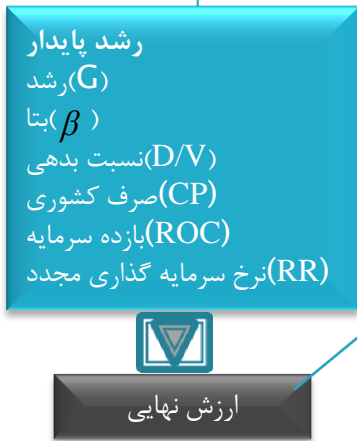 رشد پایدار
رشد(G)
بتا(β)
نسبت بدهی(D/V)
صرف کشوری(CP)
بازده سرمایه(ROC)
نرخ سرمایه گذاری مجدد(RR)
ارزش نهایی